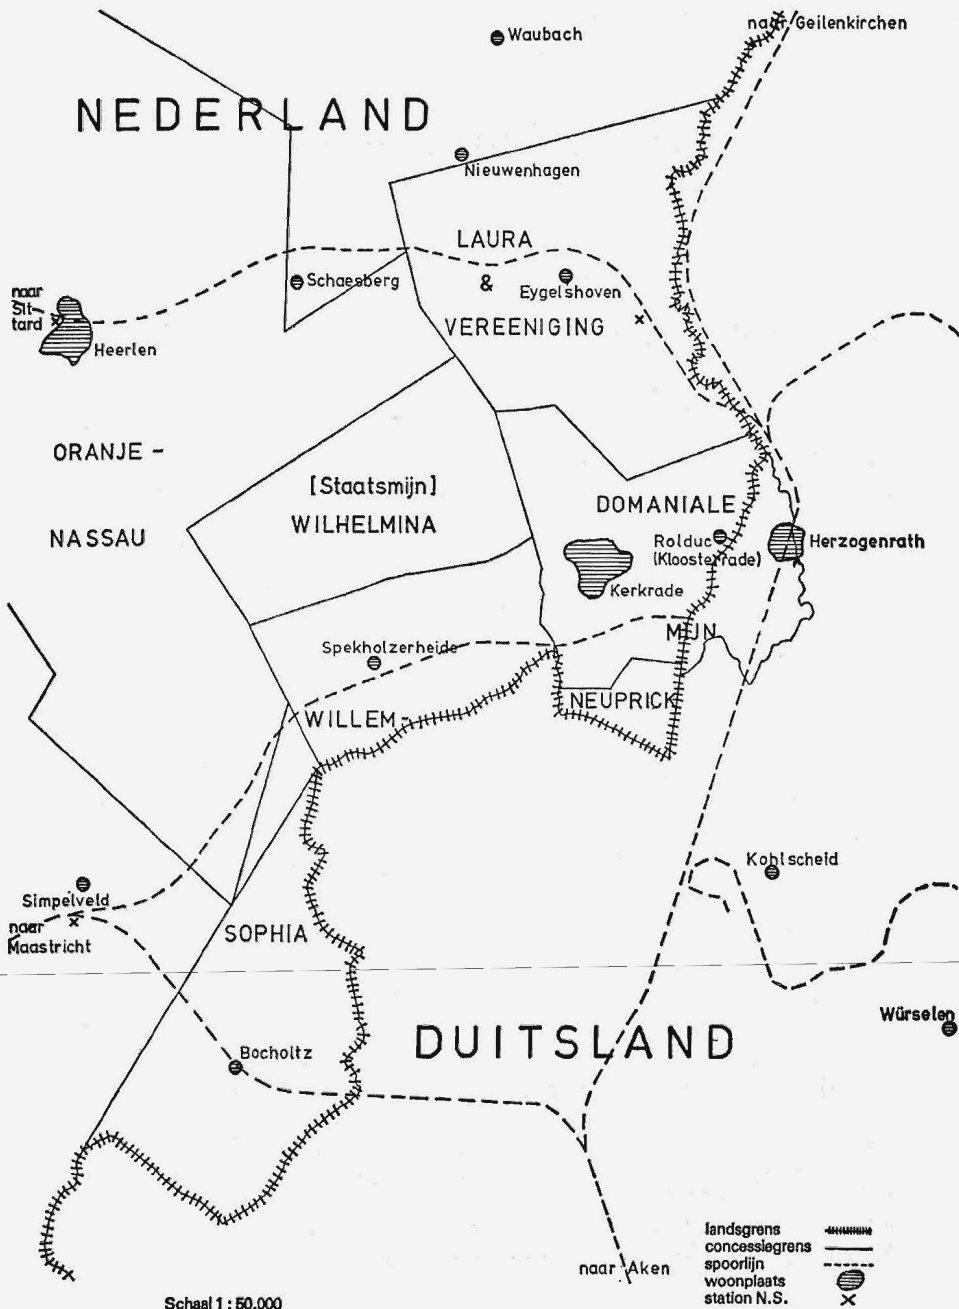 naar Geilenkirchen
Waubach
NEDERLAND
Nieuwenhagen
LAURA
&
VEREENIGING
Schaesberg
Eygelshoven
naar
Sit-
tard
Heerlen
ORANJE -
NASSAU
[Staatsmijn]
WILHELMINA
DOMANIALE
Rolduc
(Kloosterrade)
Herzogenrath
Kerkrade
MIJN
Spekholzerheide
NEUPRICK
WILLEM-
Kohlscheid
Simpelveld
naar
Maastricht
SOPHIA
Würselen
DUITSLAND
Bocholtz
naar Aken
landsgrens
concessiegrens
spoorlijn
woonplaats
station N.S.
Schaal 1 : 50.000